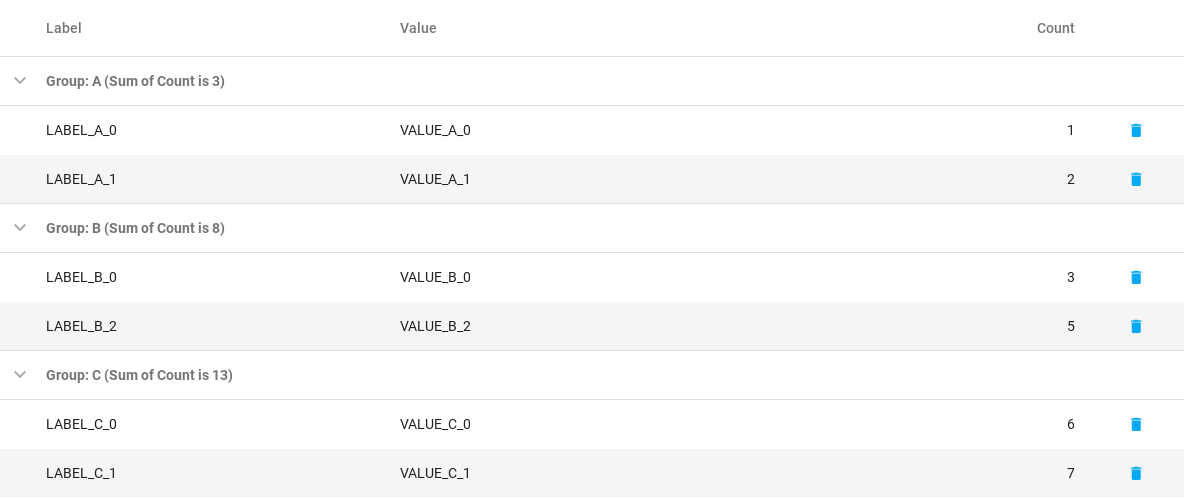 Label Value Count
Group: A (Sum of Count is 3)
LABEL_A_0 VALUE_A_0 1
LABEL_A_1 VALUE_A_1 2
Group: B (Sum of Count is 8)
LABEL_B_0 VALUE_B_0 3
LABEL_B_2 VALUE_B_2 5
Group: C (Sum of Count is 13)
LABEL_C_0 VALUE_C_0 6
LABEL_C_1 VALUE_C_1 7